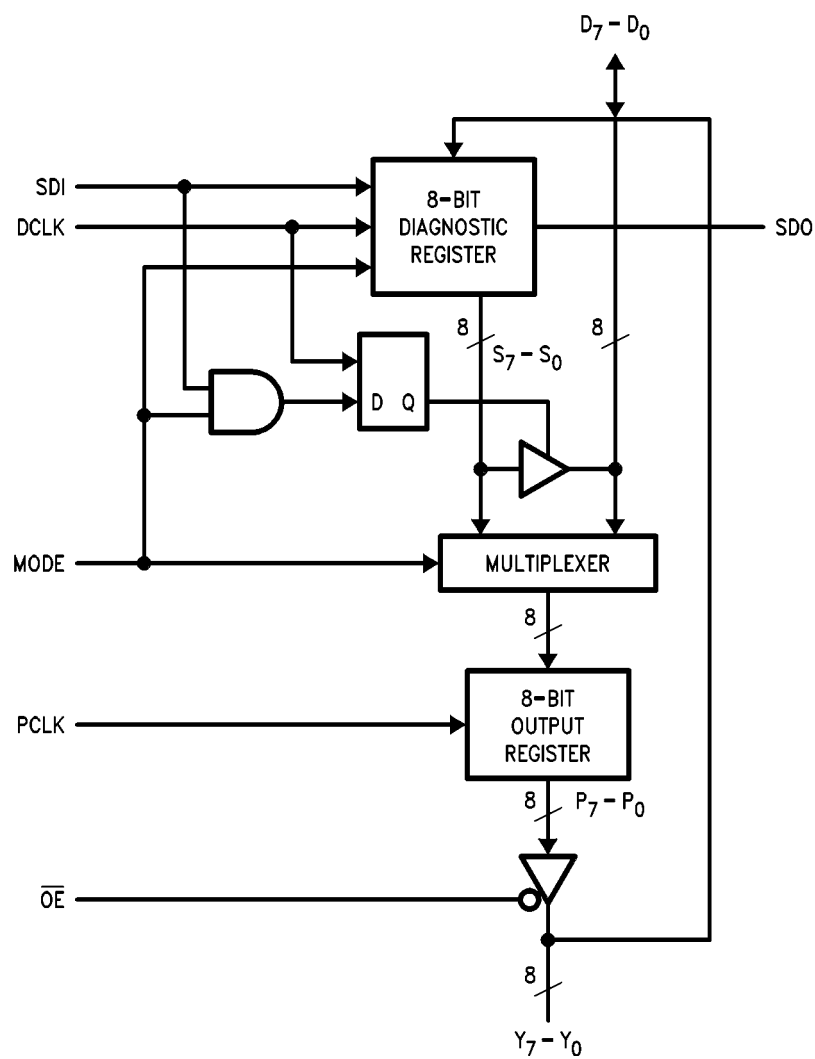 D₇ – D₀
SDI
8-BIT
DIAGNOSTIC
REGISTER
DCLK
SDO
8
S₇ – S₀
8
D Q
MODE
MULTIPLEXER
8
8-BIT
OUTPUT
REGISTER
PCLK
8
P₇ – P₀
O̅E̅
8
Y₇ – Y₀